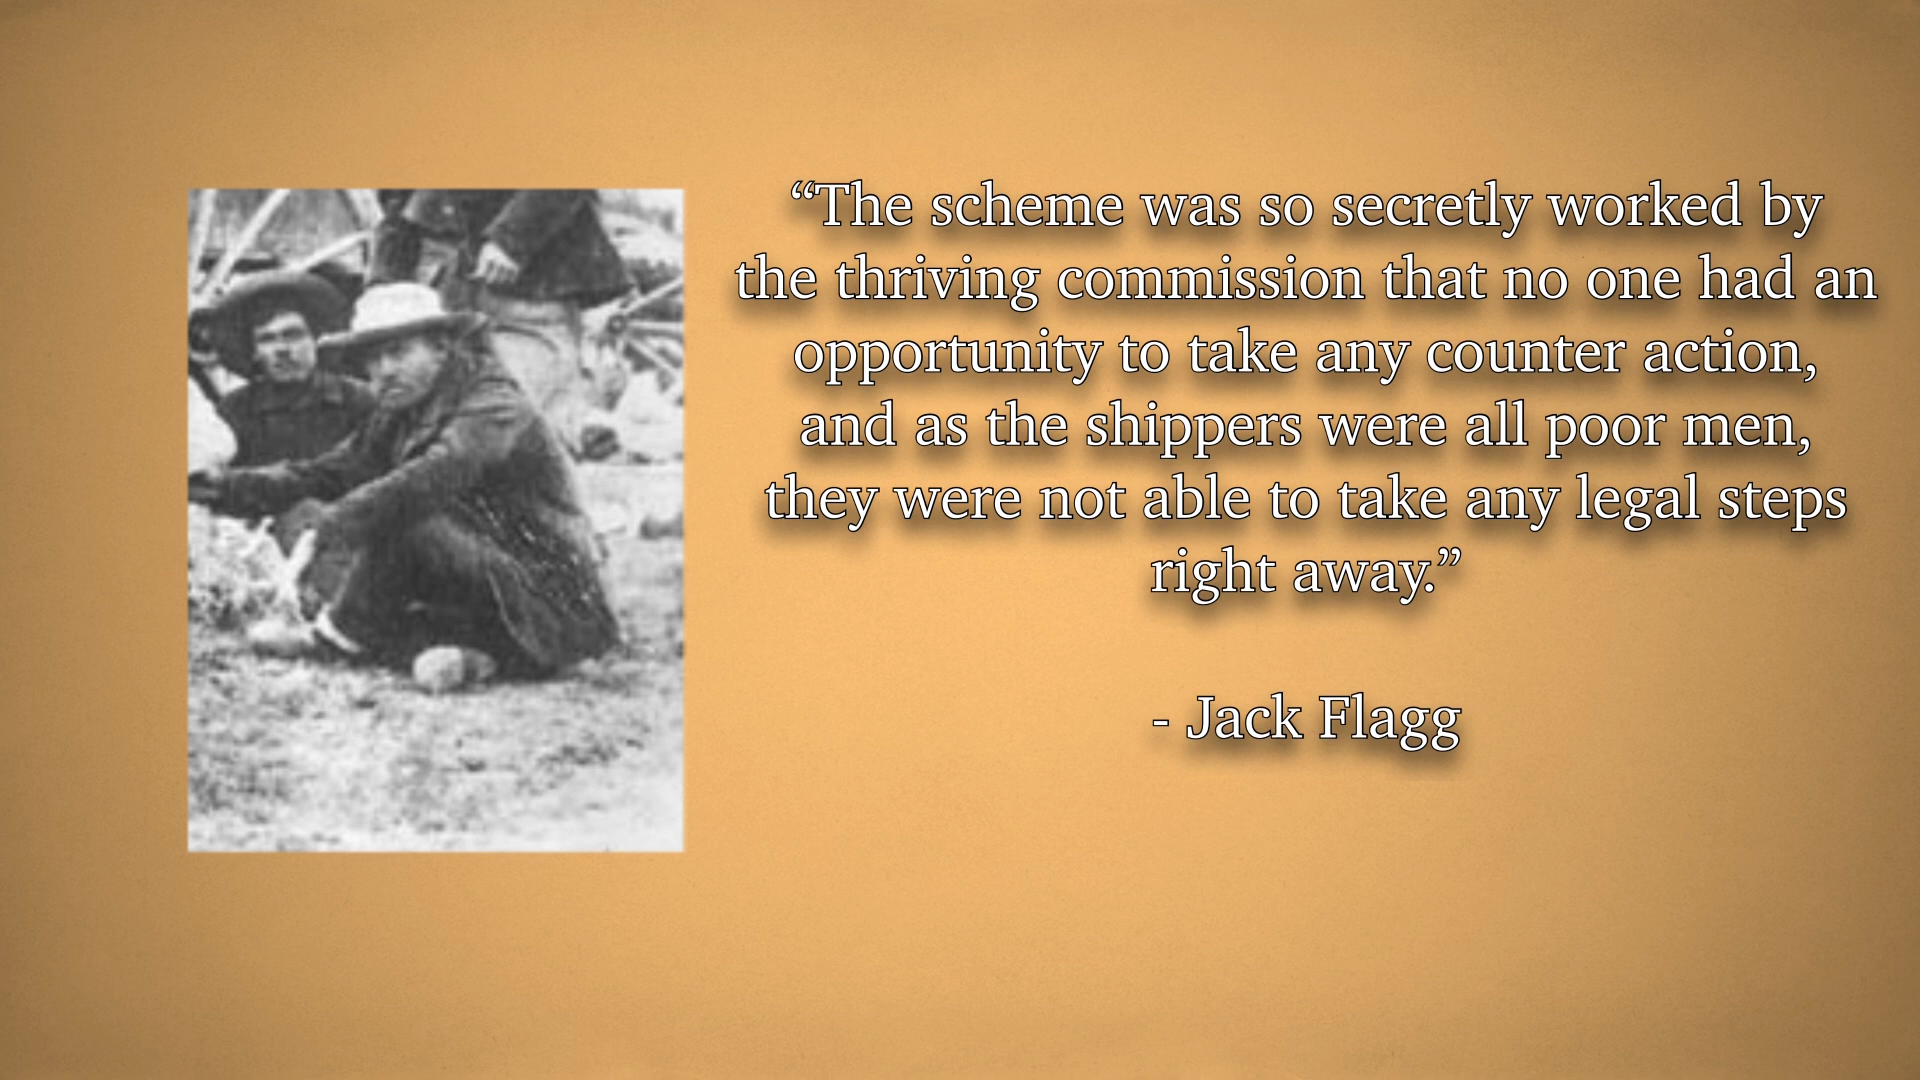 “The scheme was so secretly worked by
the thriving commission that no one had an
opportunity to take any counter action,
and as the shippers were all poor men,
they were not able to take any legal steps
right away.”
- Jack Flagg